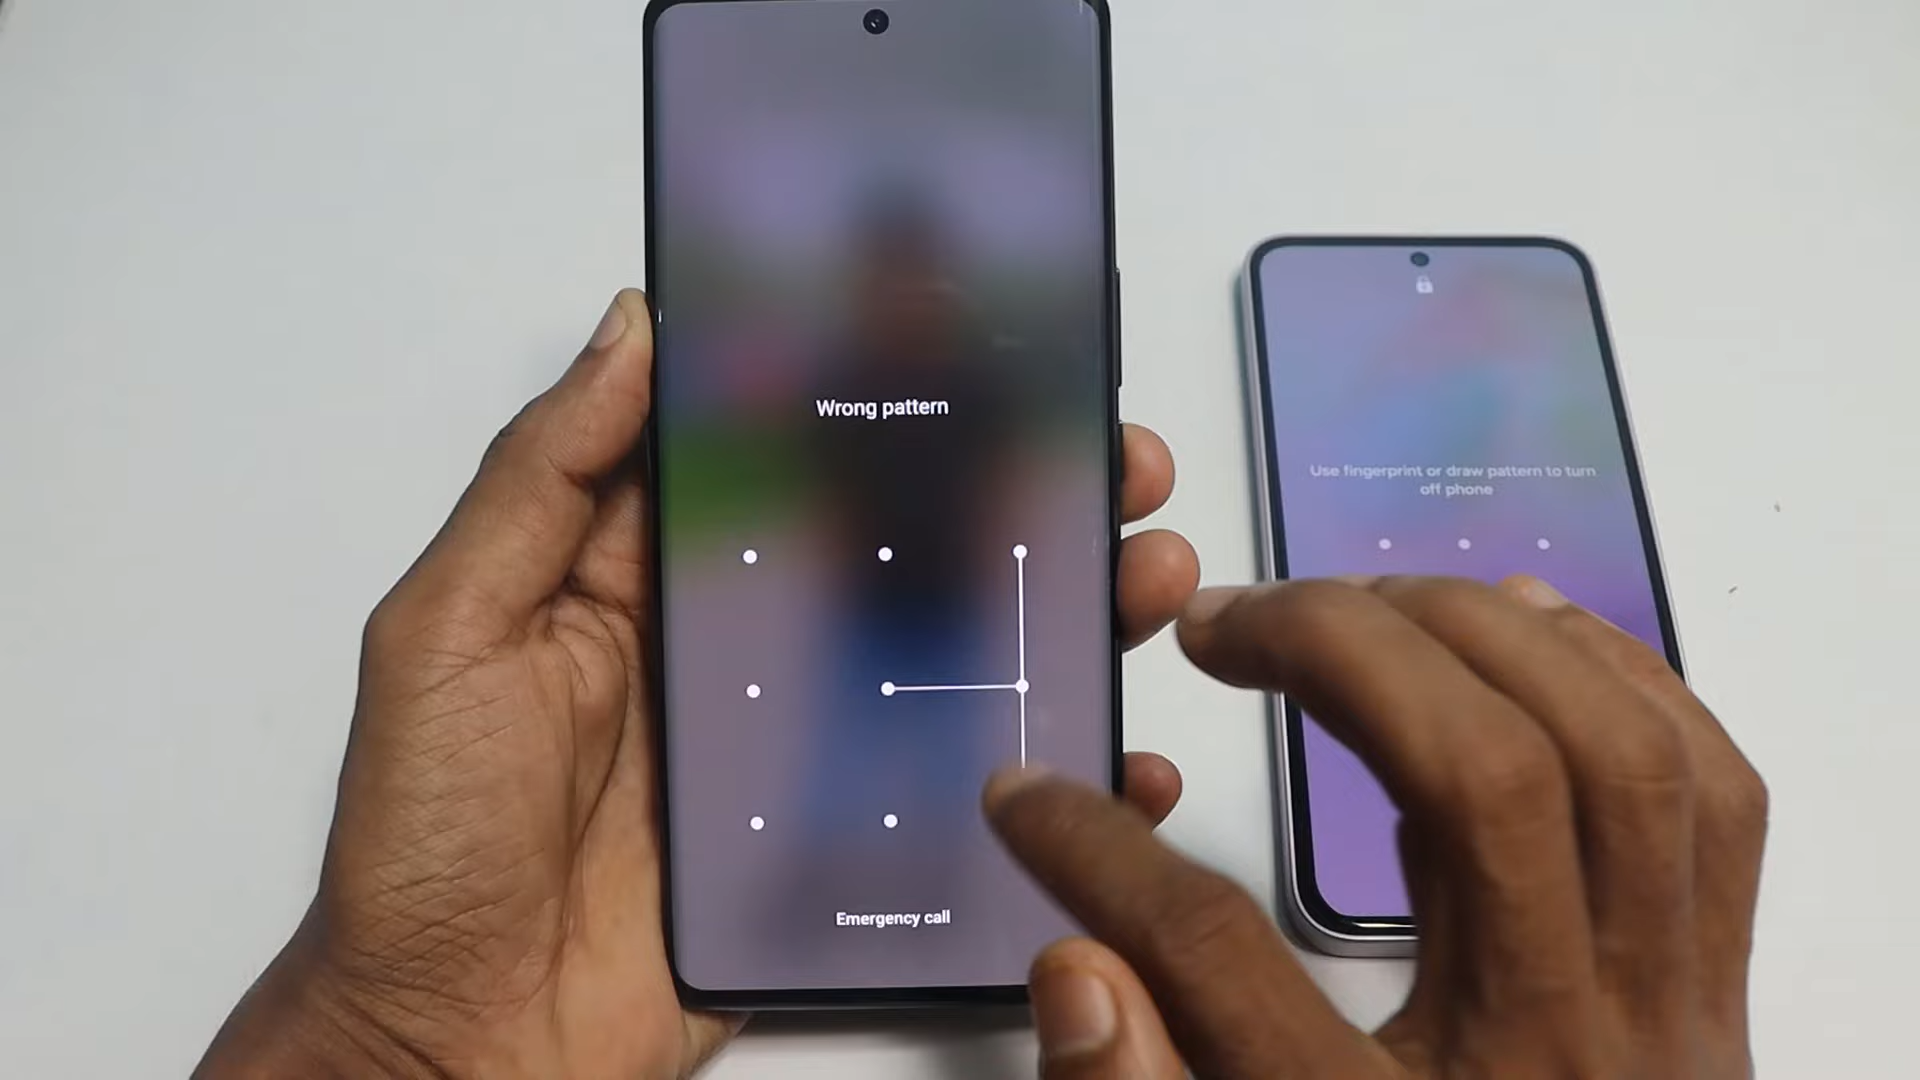 Wrong pattern
Emergency call
Use fingerprint or draw pattern to turn
off phone